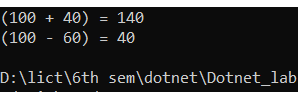 (100 + 40) = 140
(100 - 60) = 40
D:\lict\6th sem\dotnet\Dotnet_lab